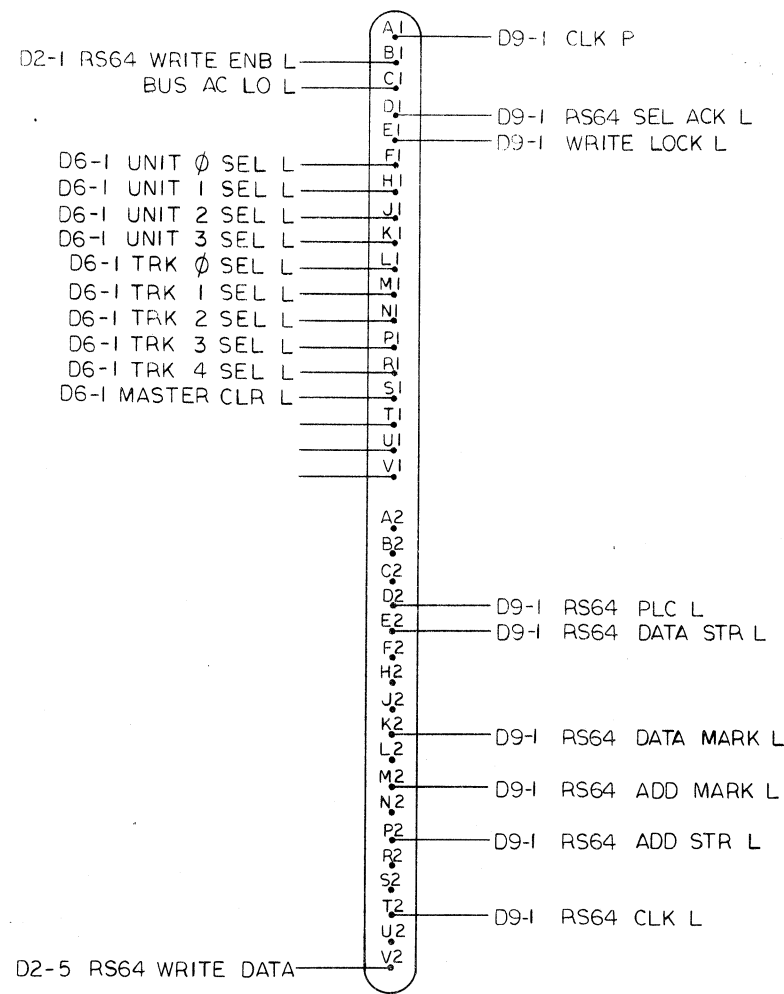 A1 D9-1 CLK P
D2-1 RS64 WRITE ENB L B1
BUS AC LO L C1
D1 D9-1 RS64 SEL ACK L
E1 D9-1 WRITE LOCK L
D6-1 UNIT Ø SEL L F1
D6-1 UNIT 1 SEL L H1
D6-1 UNIT 2 SEL L J1
D6-1 UNIT 3 SEL L K1
D6-1 TRK Ø SEL L L1
D6-1 TRK 1 SEL L M1
D6-1 TRK 2 SEL L N1
D6-1 TRK 3 SEL L P1
D6-1 TRK 4 SEL L R1
D6-1 MASTER CLR L S1
T1
U1
V1
A2
B2
C2
D2 D9-1 RS64 PLC L
E2 D9-1 RS64 DATA STR L
F2
H2
J2
K2 D9-1 RS64 DATA MARK L
L2
M2 D9-1 RS64 ADD MARK L
N2
P2 D9-1 RS64 ADD STR L
R2
S2
T2 D9-1 RS64 CLK L
U2
D2-5 RS64 WRITE DATA V2